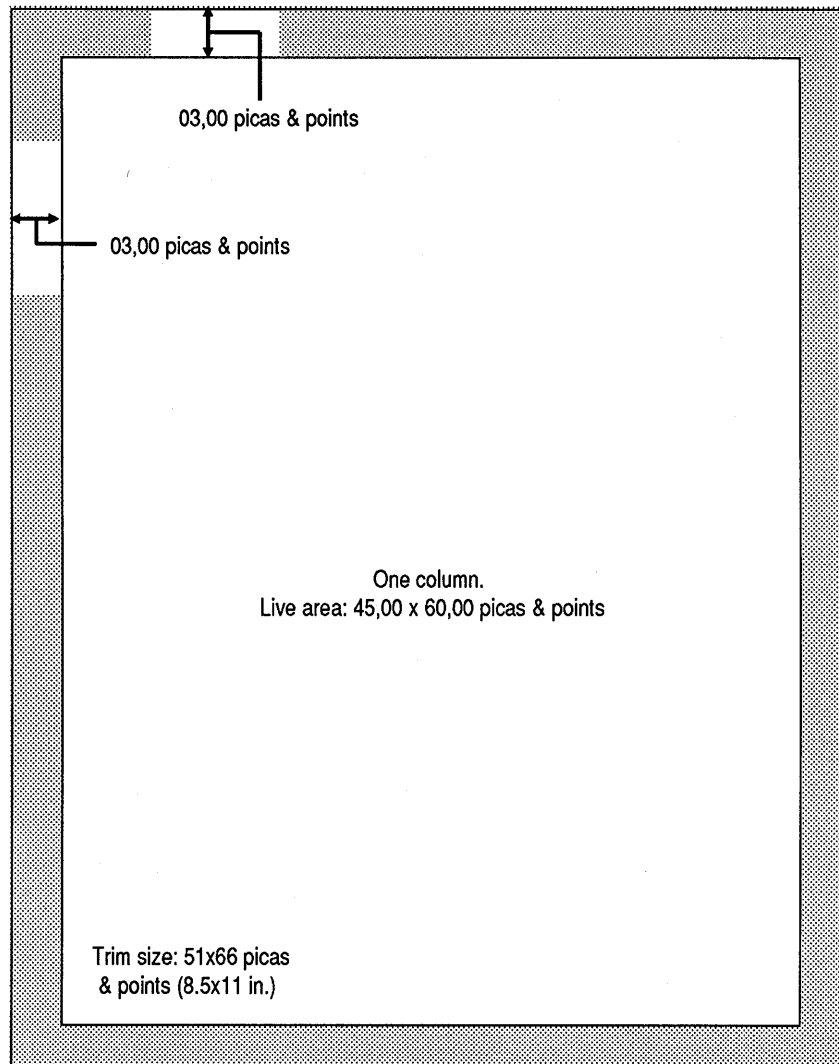 03,00 picas & points
03,00 picas & points
One column.
Live area: 45,00 x 60,00 picas & points
Trim size: 51x66 picas
& points (8.5x11 in.)